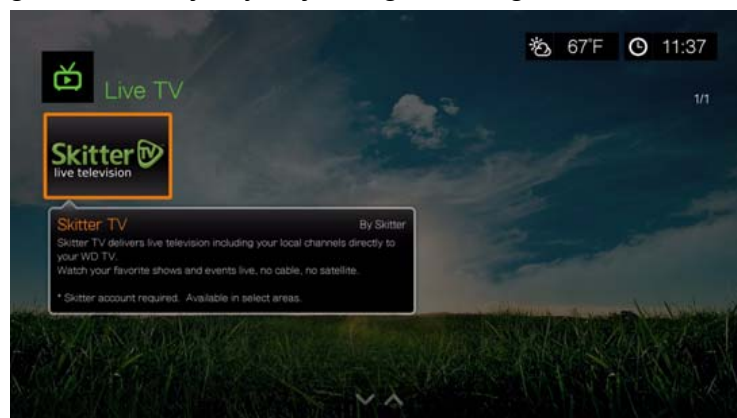 67°F 11:37
Live TV
1/1
Skitter TV
live television
Skitter TV By Skitter
Skitter TV delivers live television including your local channels directly to
your WD TV.
Watch your favorite shows and events live, no cable, no satellite.
* Skitter account required. Available in select areas.